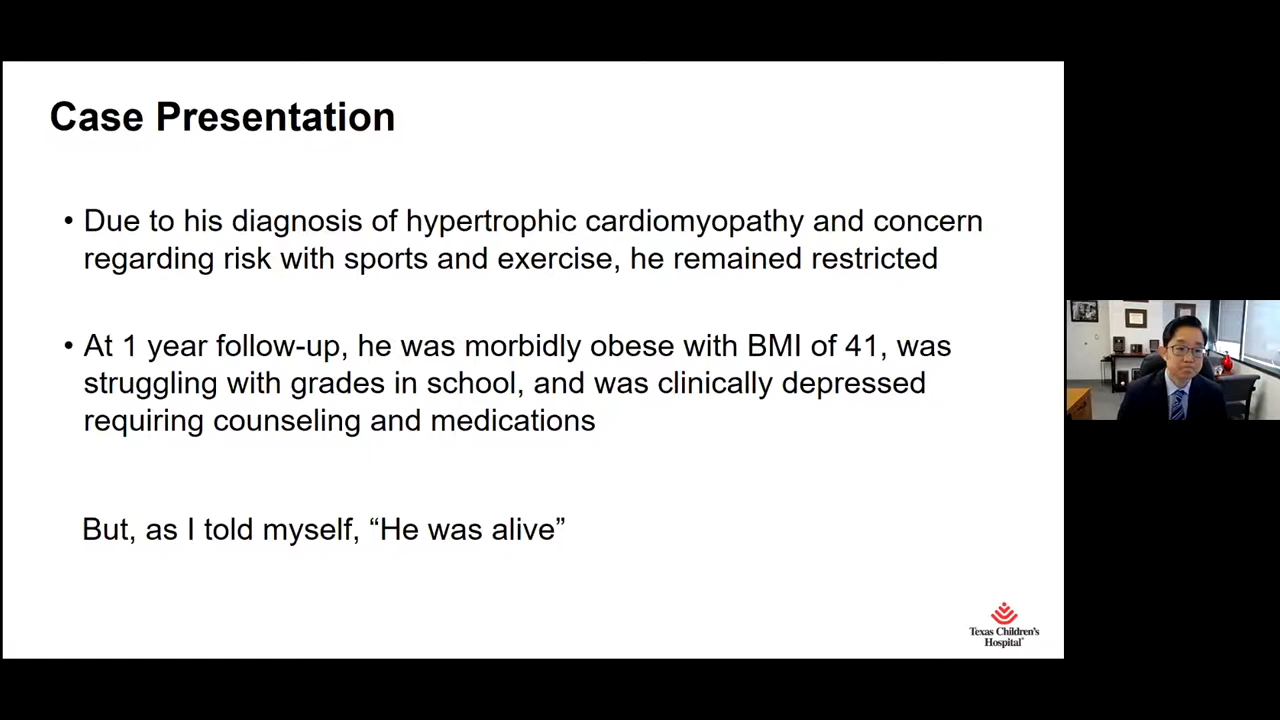 Case Presentation
• Due to his diagnosis of hypertrophic cardiomyopathy and concern
regarding risk with sports and exercise, he remained restricted
• At 1 year follow-up, he was morbidly obese with BMI of 41, was
struggling with grades in school, and was clinically depressed
requiring counseling and medications
But, as I told myself, “He was alive”
Texas Children's
Hospital